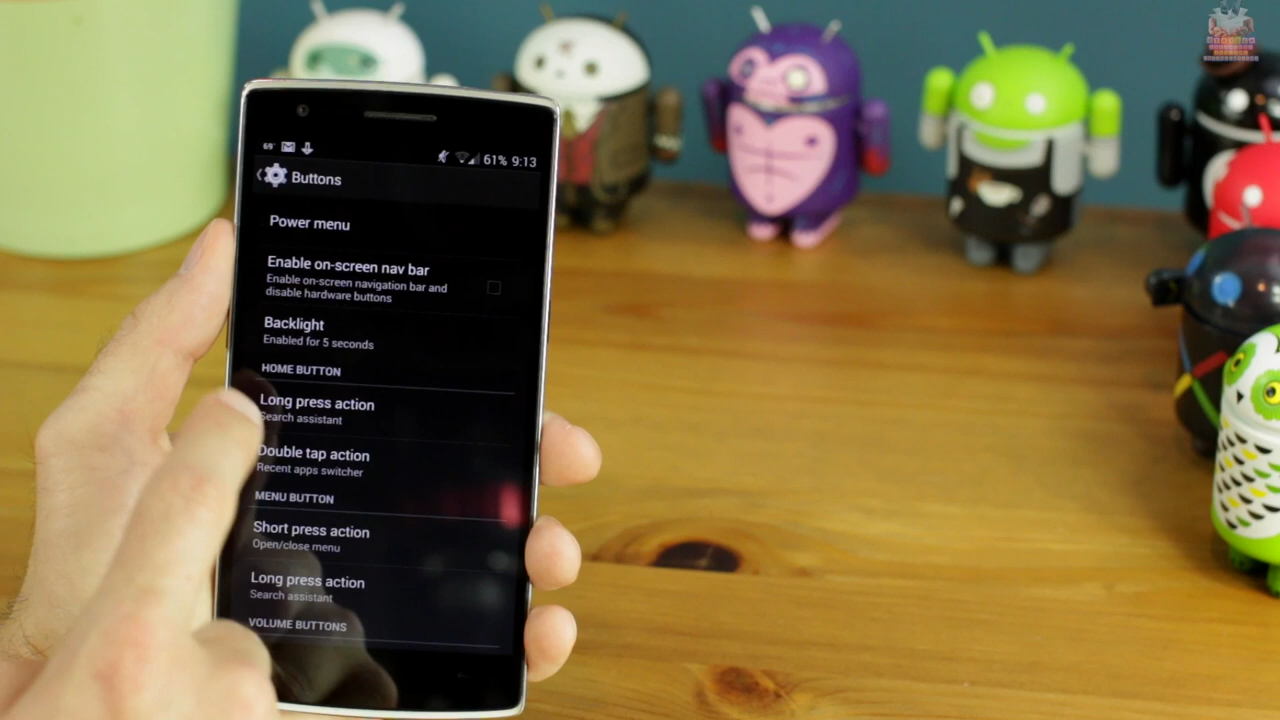 69°
61% 9:13
Buttons
Power menu
Enable on-screen nav bar
Enable on-screen navigation bar and
disable hardware buttons
Backlight
Enabled for 5 seconds
HOME BUTTON
Long press action
Search assistant
Double tap action
Recent apps switcher
MENU BUTTON
Short press action
Open/close menu
Long press action
Search assistant
VOLUME BUTTONS